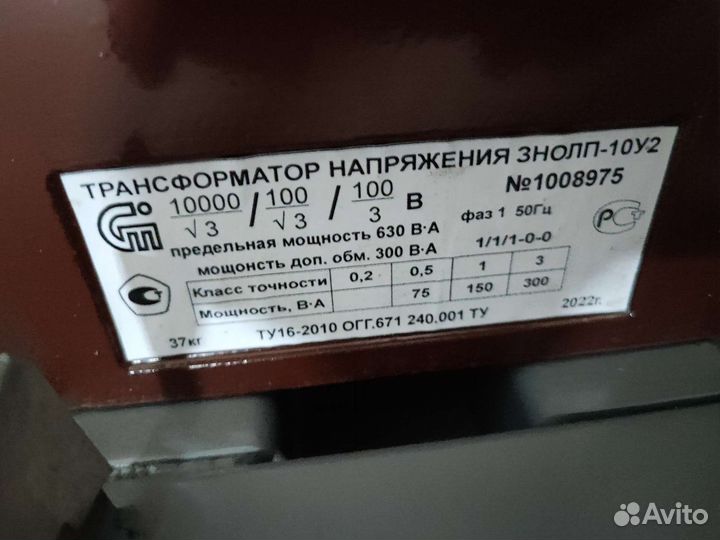 ТРАНСФОРМАТОР НАПРЯЖЕНИЯ ЗНОЛП-10У2
10000/√3 / 100/√3 / 100/3 В
№1008975
фаз 1 50Гц
предельная мощность 630 В·А
1/1/1-0-0
мощонсть доп. обм. 300 В·А
Класс точности 0,2 0,5 1 3
Мощность, В·А 75 150 300
37кг
ТУ16-2010 ОГГ.671 240.001 ТУ
2022г.
Avito